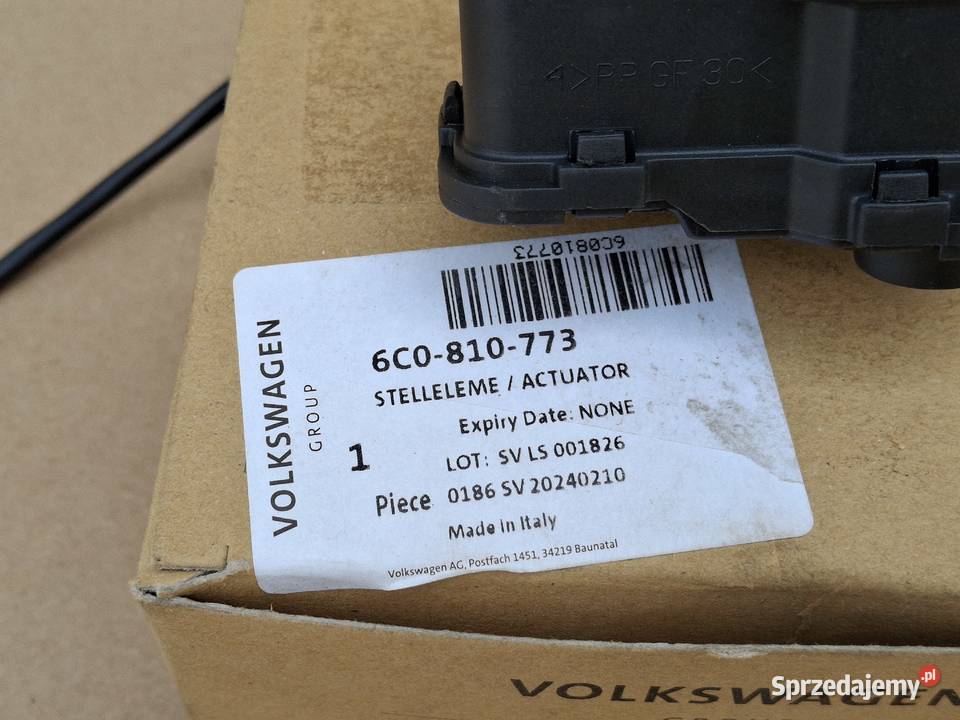 4 >PP GF 30<
6C0810773
6C0-810-773
STELLELEME / ACTUATOR
Expiry Date: NONE
LOT: SV LS 001826
1
Piece 0186 SV 20240210
Made in Italy
Volkswagen AG, Postfach 1451, 34219 Baunatal
VOLKSWAGEN
GROUP
VOLKSWAGEN
Sprzedajemy.pl